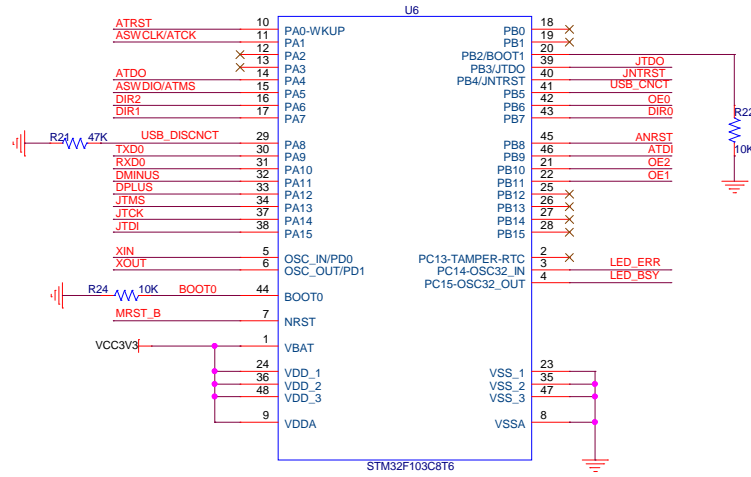 U6
ATRST 10 PA0-WKUP PB0 18
ASWCLK/ATCK 11 PA1 PB1 19
12 PA2 PB2/BOOT1 20
13 PA3 PB3/JTDO 39 JTDO
ATDO 14 PA4 PB4/JNTRST 40 JNTRST
ASWDIO/ATMS 15 PA5 PB5 41 USB_CNCT
DIR2 16 PA6 PB6 42 OE0
DIR1 17 PA7 PB7 43 DIR0
R22
10K
R21 47K USB_DISCNCT 29 PA8 PB8 45 ANRST
TXD0 30 PA9 PB9 46 ATDI
RXD0 31 PA10 PB10 21 OE2
DMINUS 32 PA11 PB11 22 OE1
DPLUS 33 PA12 PB12 25
JTMS 34 PA13 PB13 26
JTCK 37 PA14 PB14 27
JTDI 38 PA15 PB15 28
XIN 5 OSC_IN/PD0 PC13-TAMPER-RTC 2
XOUT 6 OSC_OUT/PD1 PC14-OSC32_IN 3 LED_ERR
PC15-OSC32_OUT 4 LED_BSY
R24 10K BOOT0 44 BOOT0
MRST_B 7 NRST
VCC3V3 1 VBAT
24 VDD_1 VSS_1 23
36 VDD_2 VSS_2 35
48 VDD_3 VSS_3 47
9 VDDA VSSA 8
STM32F103C8T6